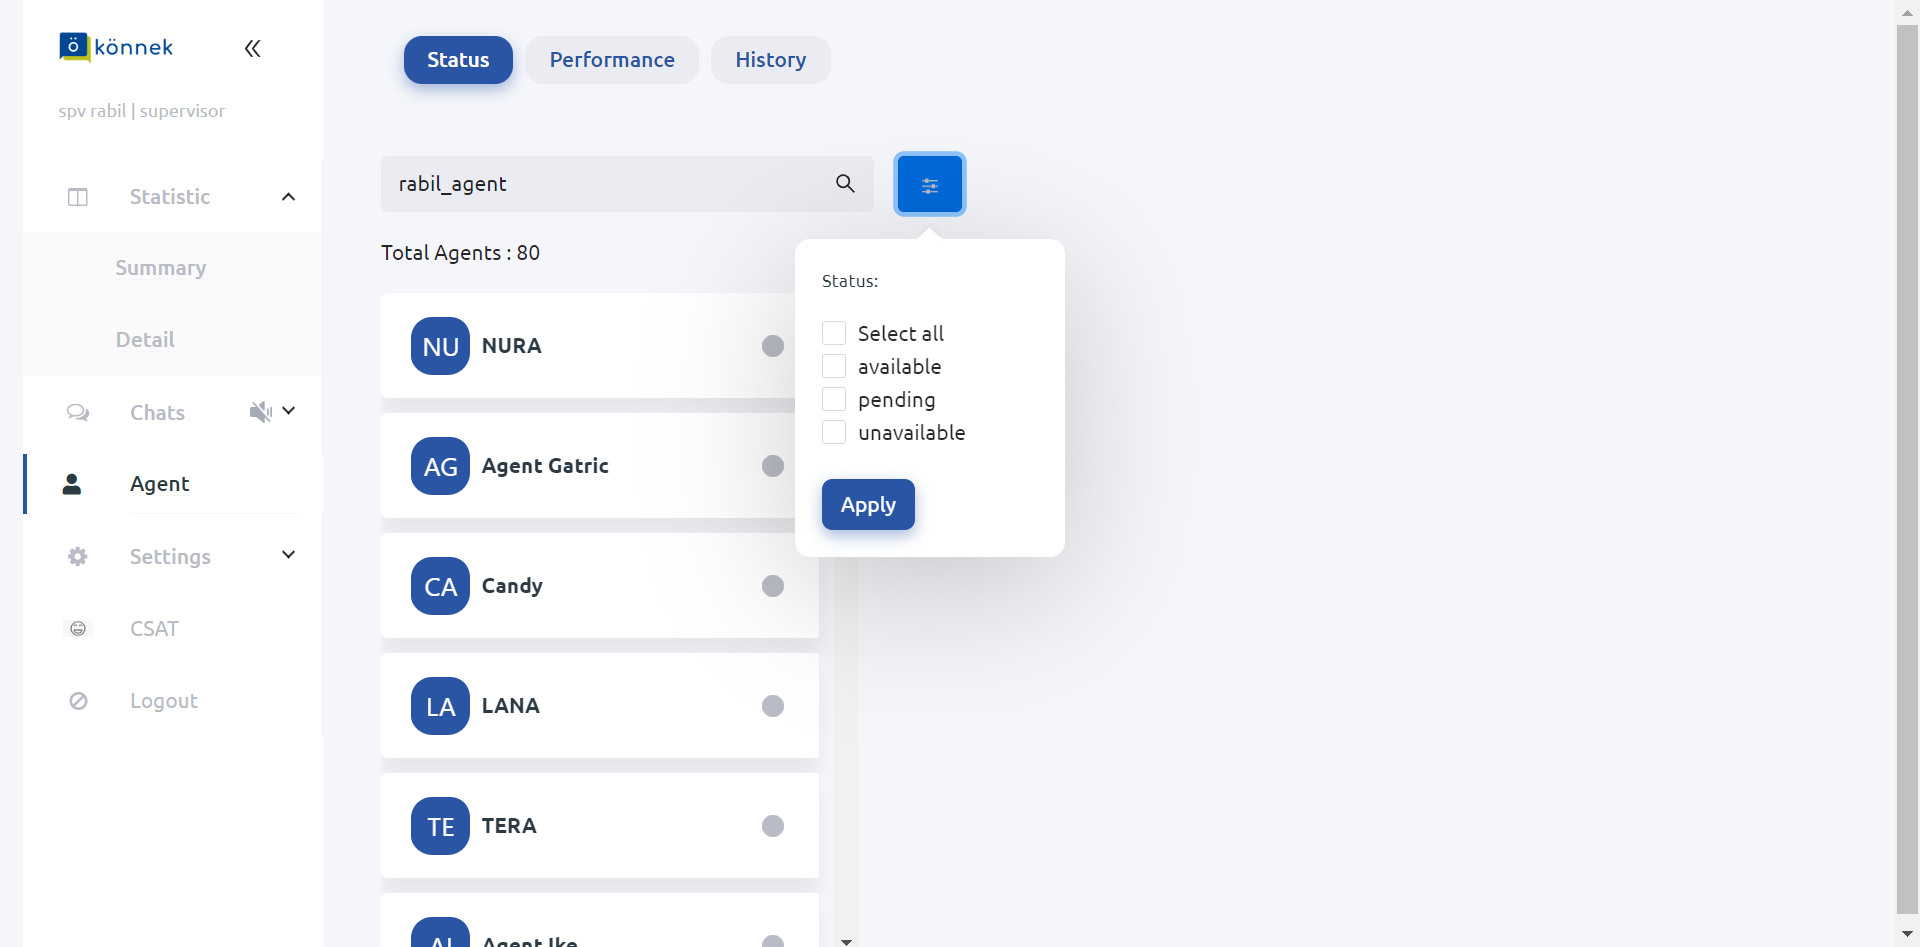 ö könnek
spv rabil | supervisor
Statistic
Summary
Detail
Chats
Agent
Settings
CSAT
Logout
Status
Performance
History
rabil_agent
Total Agents : 80
NU
NURA
AG
Agent Gatric
CA
Candy
LA
LANA
TE
TERA
AI
Agent Ike
Status:
Select all
available
pending
unavailable
Apply